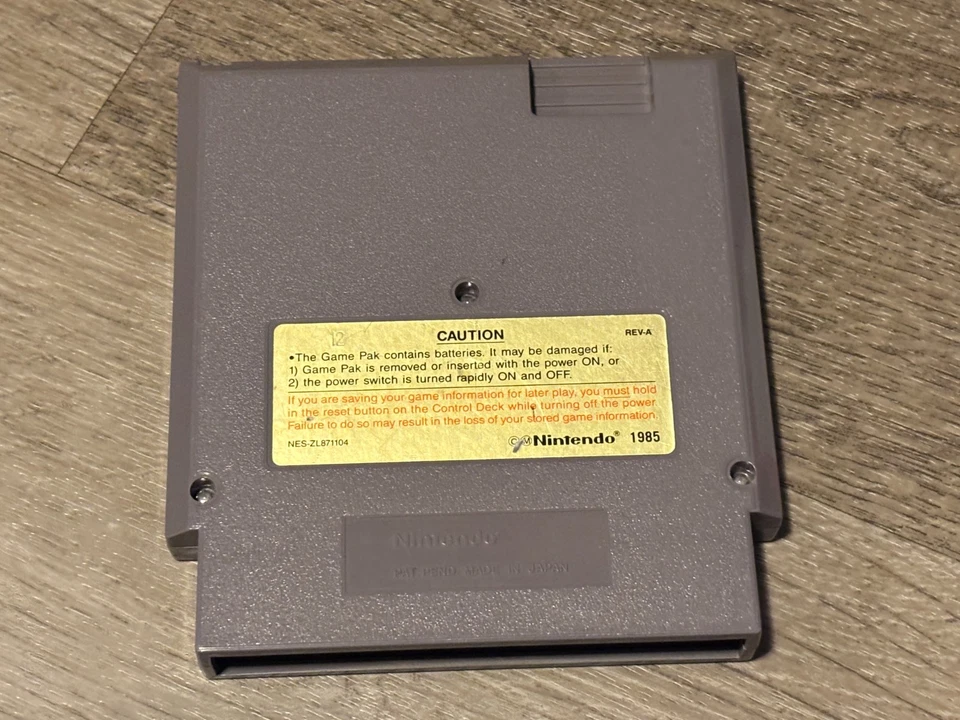 12
CAUTION
REV-A
•The Game Pak contains batteries. It may be damaged if:
1) Game Pak is removed or inserted with the power ON, or
2) the power switch is turned rapidly ON and OFF.
If you are saving your game information for later play, you must hold
in the reset button on the Control Deck while turning off the power.
Failure to do so may result in the loss of your stored game information.
NES-ZL871104
©M Nintendo® 1985
Nintendo
PAT. PEND. MADE IN JAPAN